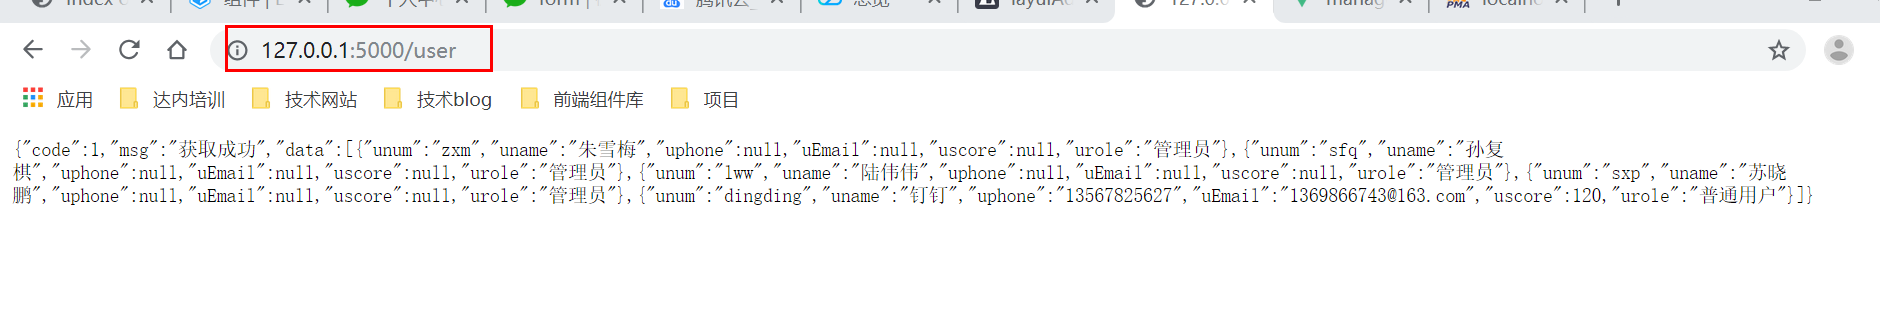 127.0.0.1:5000/user
应用 达内培训 技术网站 技术blog 前端组件库 项目
{"code":1,"msg":"获取成功","data":[{"unum":"zxm","uname":"朱雪梅","uphone":null,"uEmail":null,"uscore":null,"urole":"管理员"},{"unum":"sfq","uname":"孙复
棋","uphone":null,"uEmail":null,"uscore":null,"urole":"管理员"},{"unum":"lww","uname":"陆伟伟","uphone":null,"uEmail":null,"uscore":null,"urole":"管理员"},{"unum":"sxp","uname":"苏晓
鹏","uphone":null,"uEmail":null,"uscore":null,"urole":"管理员"},{"unum":"dingding","uname":"钉钉","uphone":"13567825627","uEmail":"1369866743@163.com","uscore":120,"urole":"普通用户"}]}